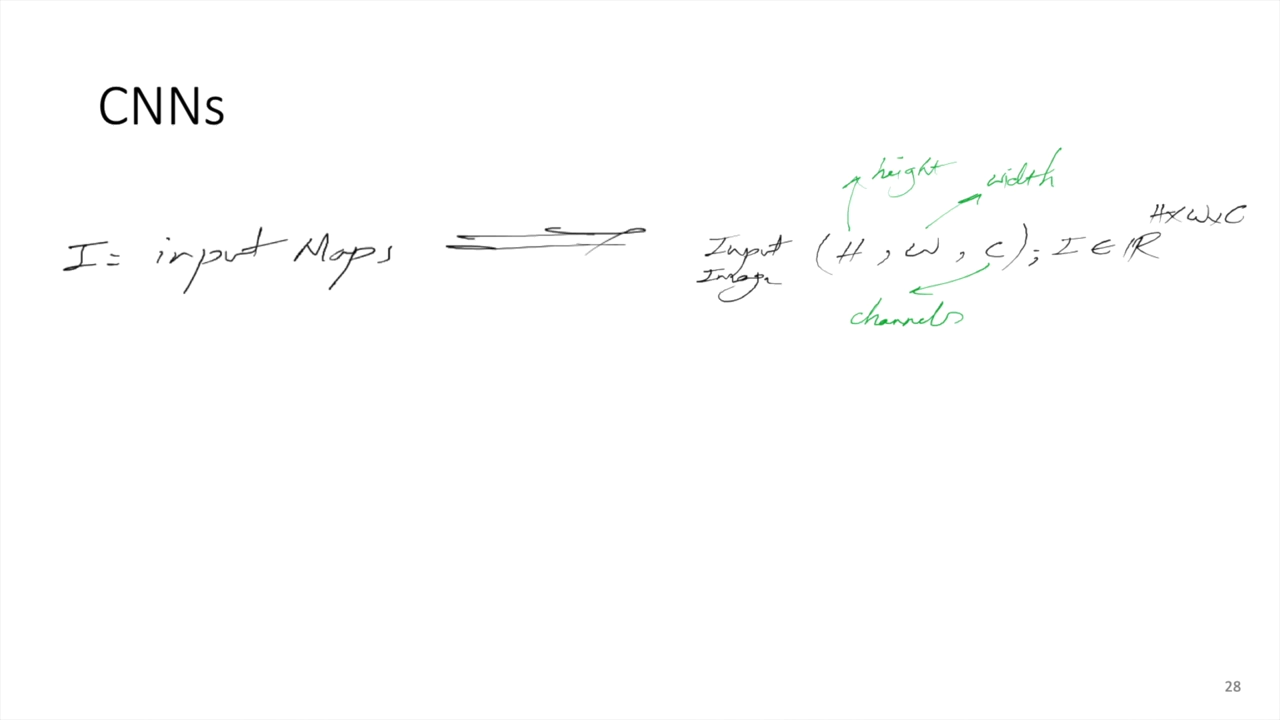 CNNs
height
width
I = input Maps
Input Image (H, W, C); I ∈ ℝ^{H×W×C}
channels
28